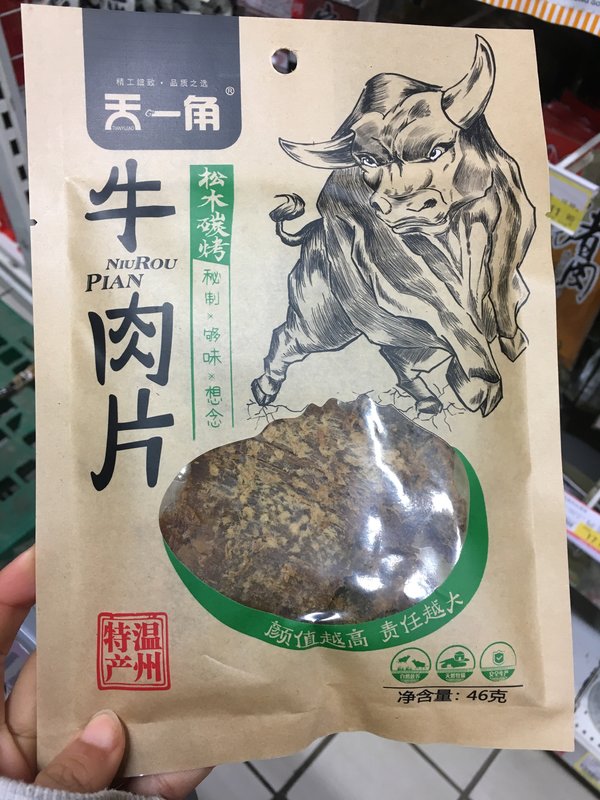 精工鋑致·品质之选
天一角®
TIANYIJIAO
牛肉片
NIUROU
PIAN
松木碳烤
秘制×够味×想念
颜值越高 责任越大
温州
特产
净含量：46克